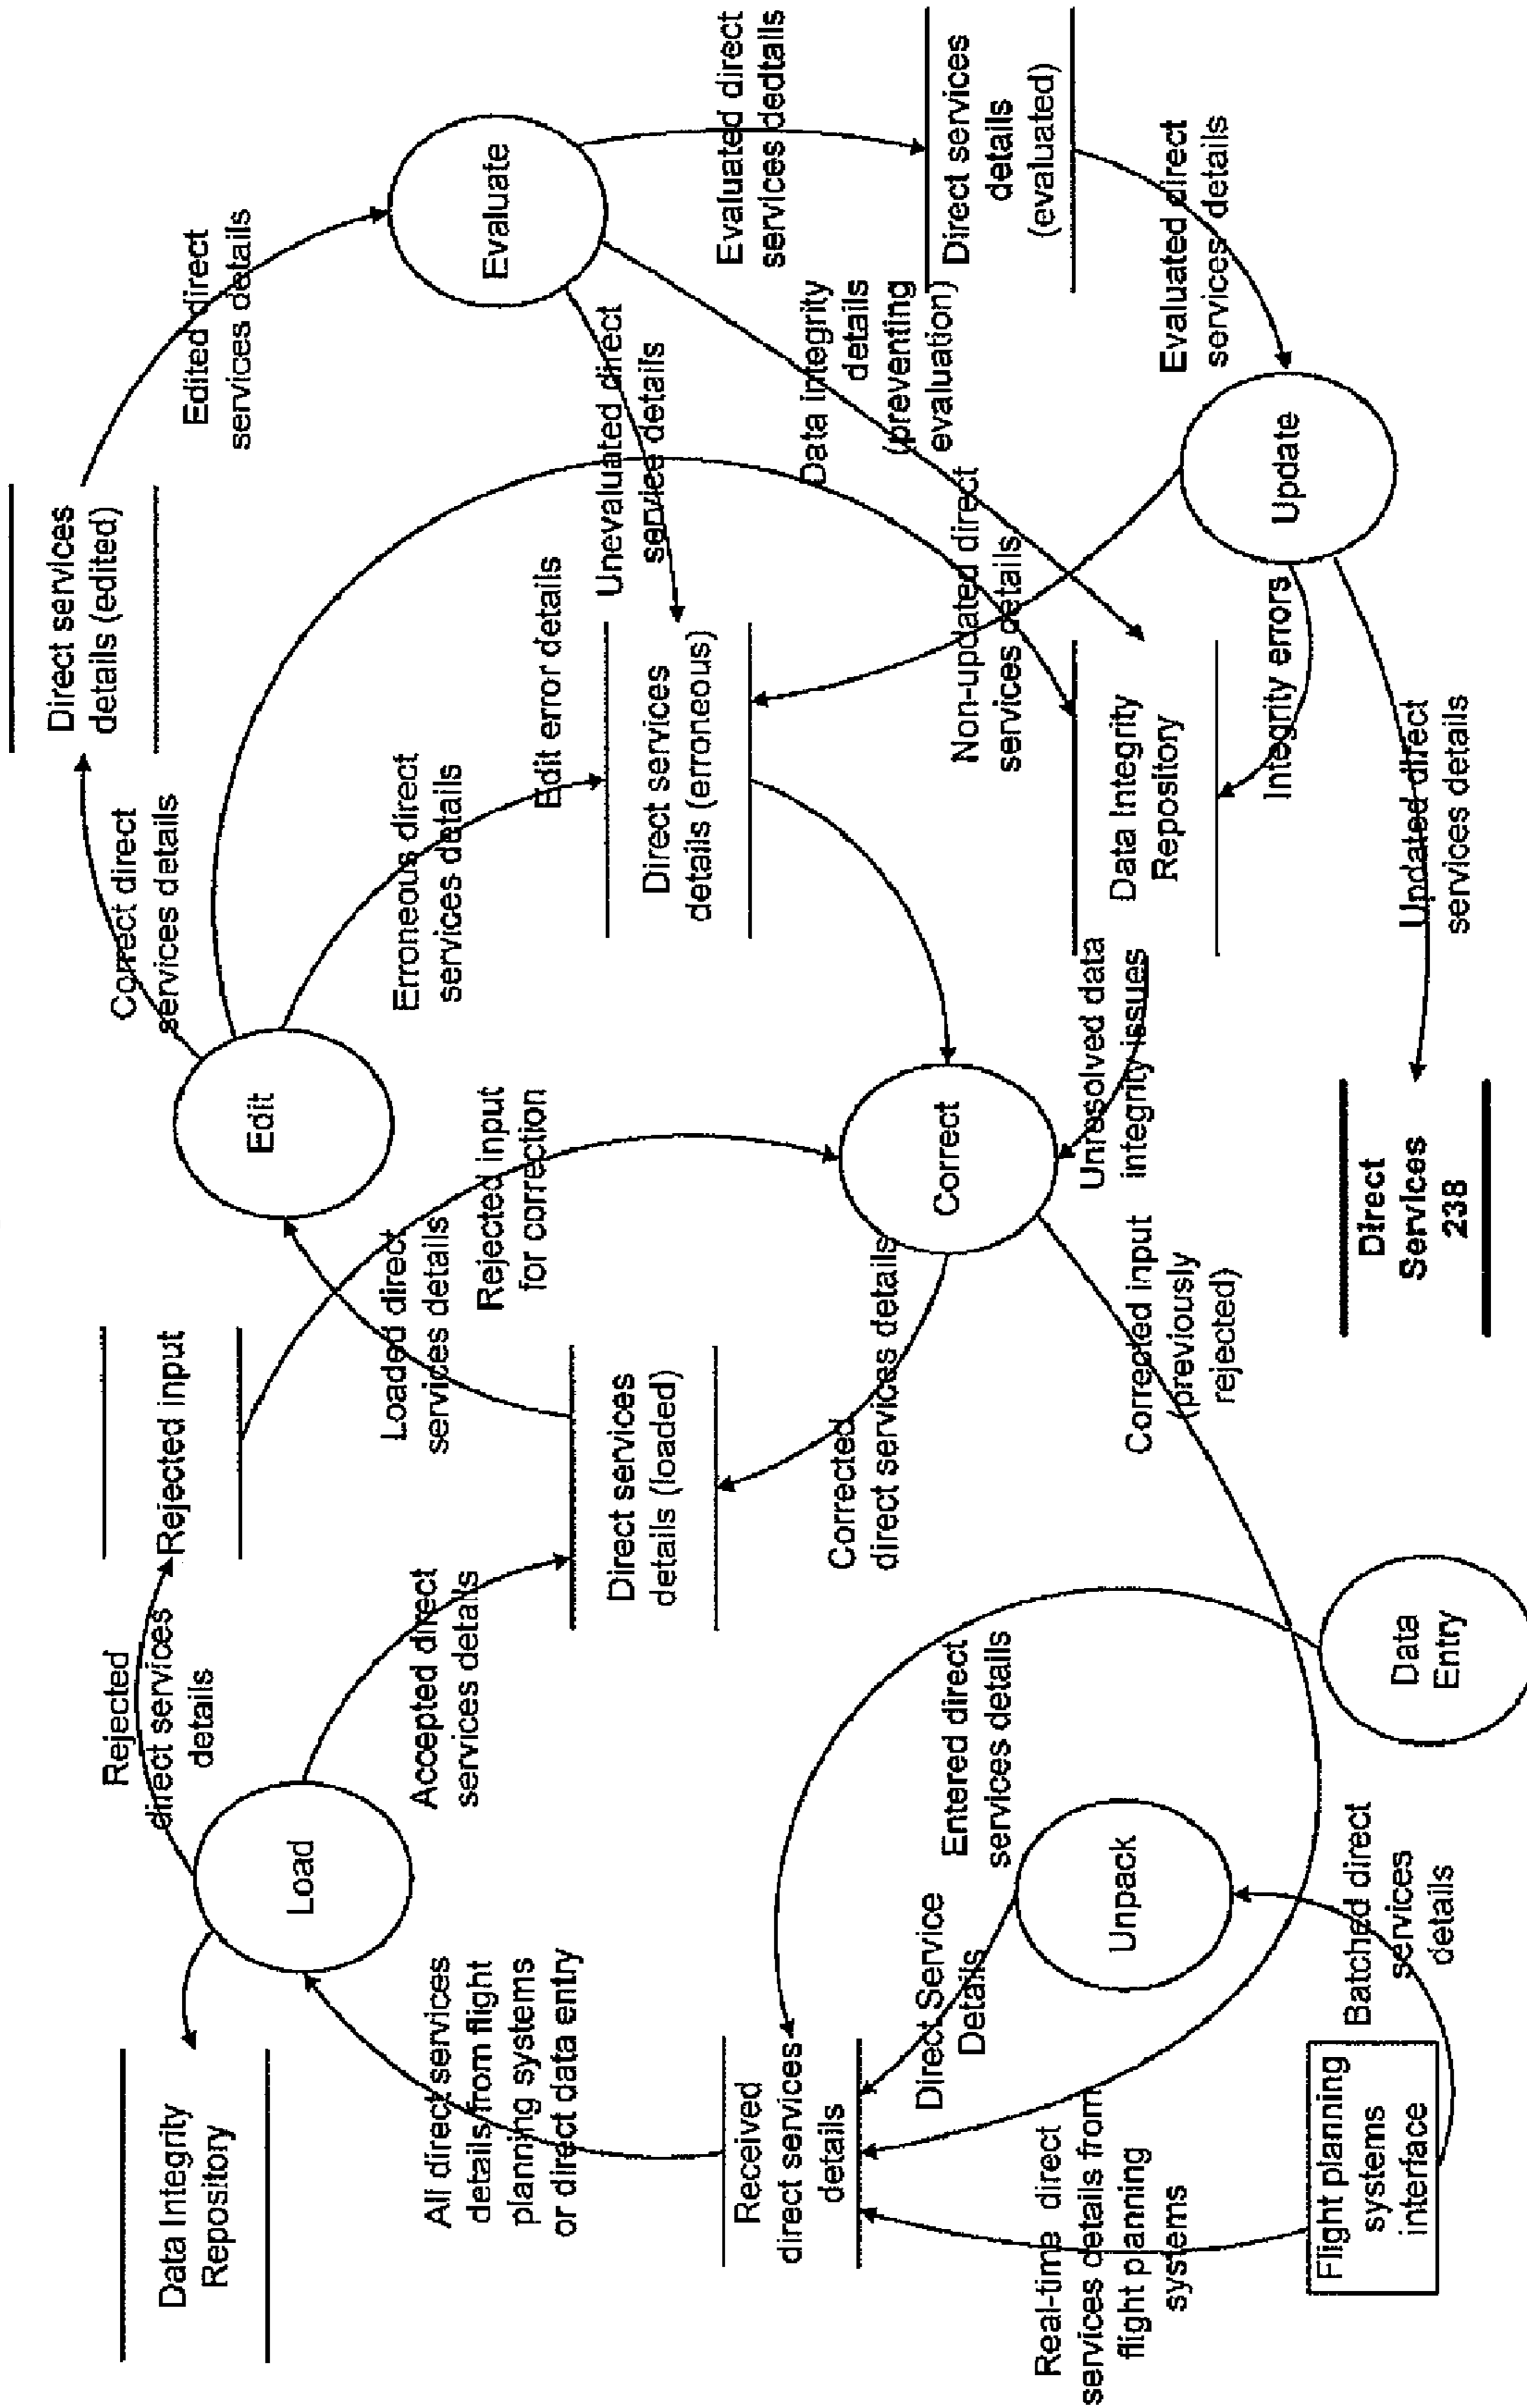 Data Integrity
Repository
Load
Rejected
direct services
details
Rejected input
Accepted direct
services details
All direct services
details from flight
planning systems
or direct data entry
Received
direct services
details
Real-time direct
services details from
flight planning
systems
Flight planning
systems
interface
Batched direct
services
details
Unpack
Direct Service
Details
Entered direct
services details
Data
Entry
Direct services
details (loaded)
Loaded direct
services details
Rejected input
for correction
Edit
Correct direct
services details
Direct services
details (edited)
Edited direct
services details
Evaluate
Erroneous direct
services details
Edit error details
Unevaluated direct
service details
Direct services
details (erroneous)
Correct
Corrected
direct services details
Corrected input
(previously
rejected)
Unresolved data
integrity issues
Data Integrity
Repository
Non-updated direct
services details
Data integrity
details
(preventing
evaluation)
Evaluated direct
services dedtails
Direct services
details
(evaluated)
Evaluated direct
services details
Update
Integrity errors
Updated direct
services details
Direct
Services
238